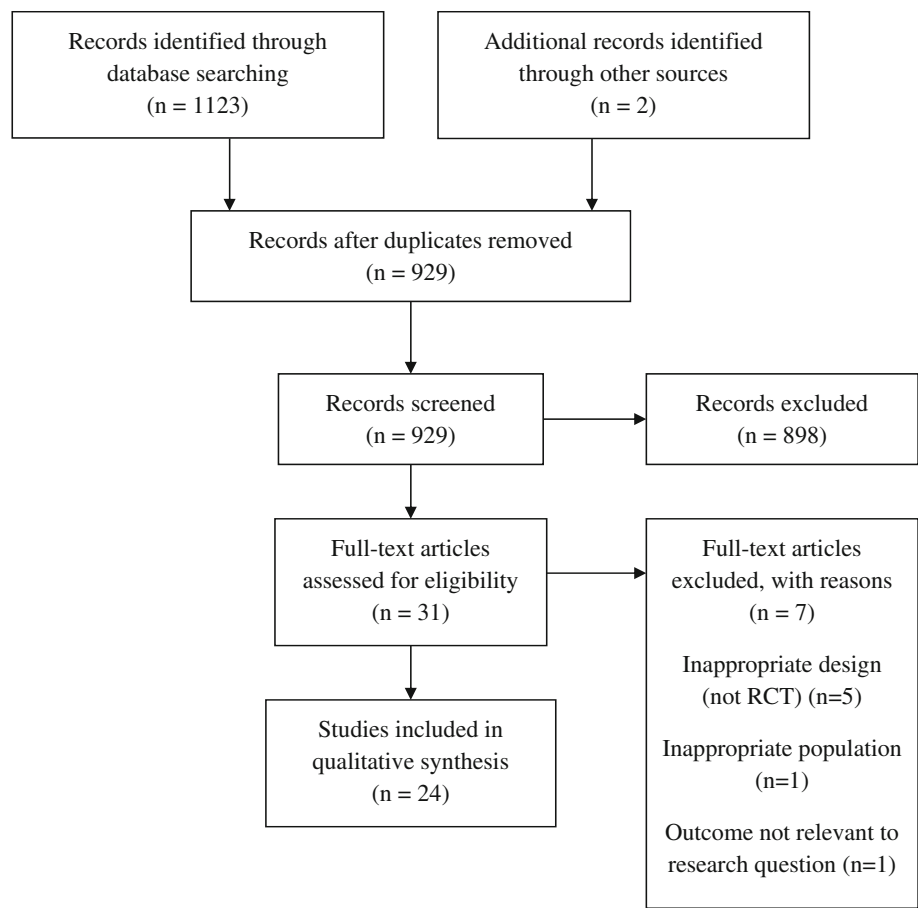 Records identified through
database searching
(n = 1123)
Additional records identified
through other sources
(n = 2)
Records after duplicates removed
(n = 929)
Records screened
(n = 929)
Records excluded
(n = 898)
Full-text articles
assessed for eligibility
(n = 31)
Full-text articles
excluded, with reasons
(n = 7)
Inappropriate design
(not RCT) (n=5)
Inappropriate population
(n=1)
Outcome not relevant to
research question (n=1)
Studies included in
qualitative synthesis
(n = 24)